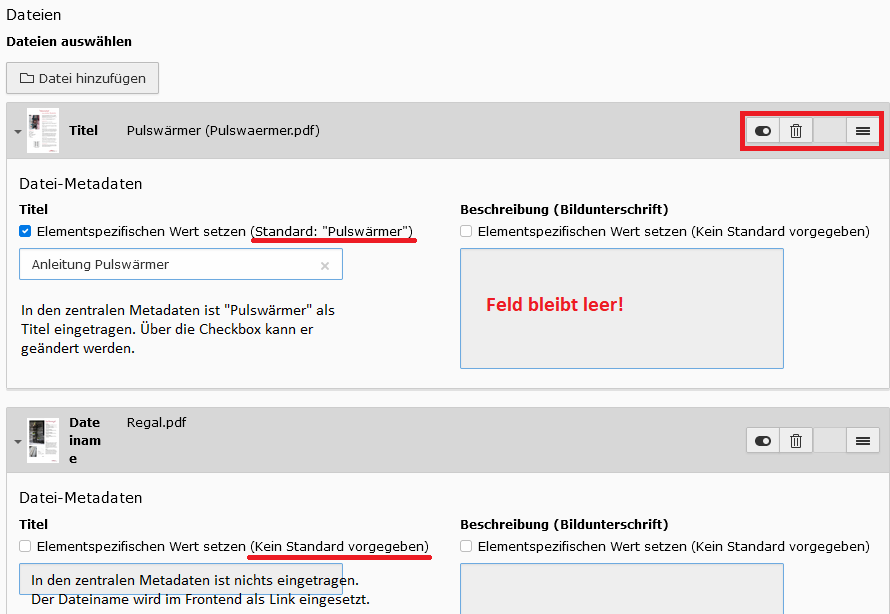 Dateien
Dateien auswählen
Datei hinzufügen
Titel Pulswärmer (Pulswaermer.pdf)
Datei-Metadaten
Titel
Elementspezifischen Wert setzen (Standard: "Pulswärmer")
Anleitung Pulswärmer
In den zentralen Metadaten ist "Pulswärmer" als
Titel eingetragen. Über die Checkbox kann er
geändert werden.
Beschreibung (Bildunterschrift)
Elementspezifischen Wert setzen (Kein Standard vorgegeben)
Feld bleibt leer!
Date
inam
e
Regal.pdf
Datei-Metadaten
Titel
Elementspezifischen Wert setzen (Kein Standard vorgegeben)
In den zentralen Metadaten ist nichts eingetragen.
Der Dateiname wird im Frontend als Link eingesetzt.
Beschreibung (Bildunterschrift)
Elementspezifischen Wert setzen (Kein Standard vorgegeben)